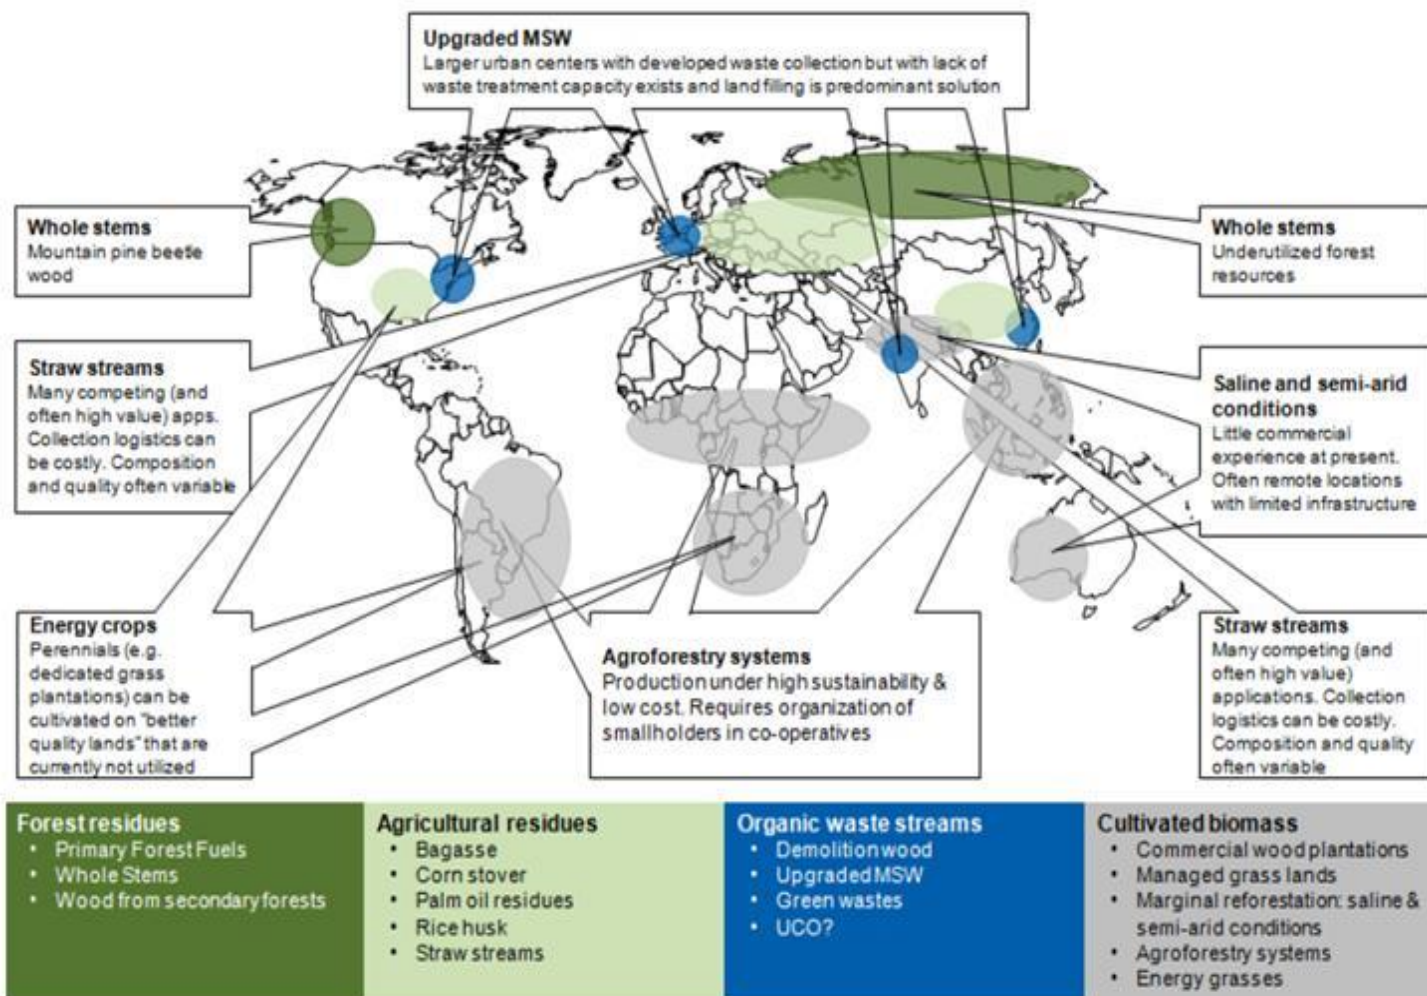 Upgraded MSW
Larger urban centers with developed waste collection but with lack of
waste treatment capacity exists and land filling is predominant solution
Whole stems
Mountain pine beetle
wood
Whole stems
Underutilized forest
resources
Straw streams
Many competing (and
often high value) apps.
Collection logistics can
be costly. Composition
and quality often variable
Saline and semi-arid
conditions
Little commercial
experience at present.
Often remote locations
with limited infrastructure
Energy crops
Perennials (e.g.
dedicated grass
plantations) can be
cultivated on "better
quality lands" that are
currently not utilized
Agroforestry systems
Production under high sustainability &
low cost. Requires organization of
smallholders in co-operatives
Straw streams
Many competing (and
often high value)
applications. Collection
logistics can be costly.
Composition and quality
often variable
Forest residues
• Primary Forest Fuels
• Whole Stems
• Wood from secondary forests
Agricultural residues
• Bagasse
• Corn stover
• Palm oil residues
• Rice husk
• Straw streams
Organic waste streams
• Demolition wood
• Upgraded MSW
• Green wastes
• UCO?
Cultivated biomass
• Commercial wood plantations
• Managed grass lands
• Marginal reforestation: saline &
semi-arid conditions
• Agroforestry systems
• Energy grasses